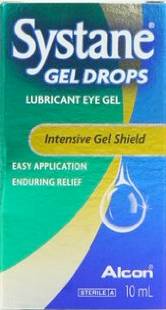 Systane®
GEL DROPS
LUBRICANT EYE GEL
Intensive Gel Shield
EASY APPLICATION
ENDURING RELIEF
Alcon®
STERILE A
10 mL